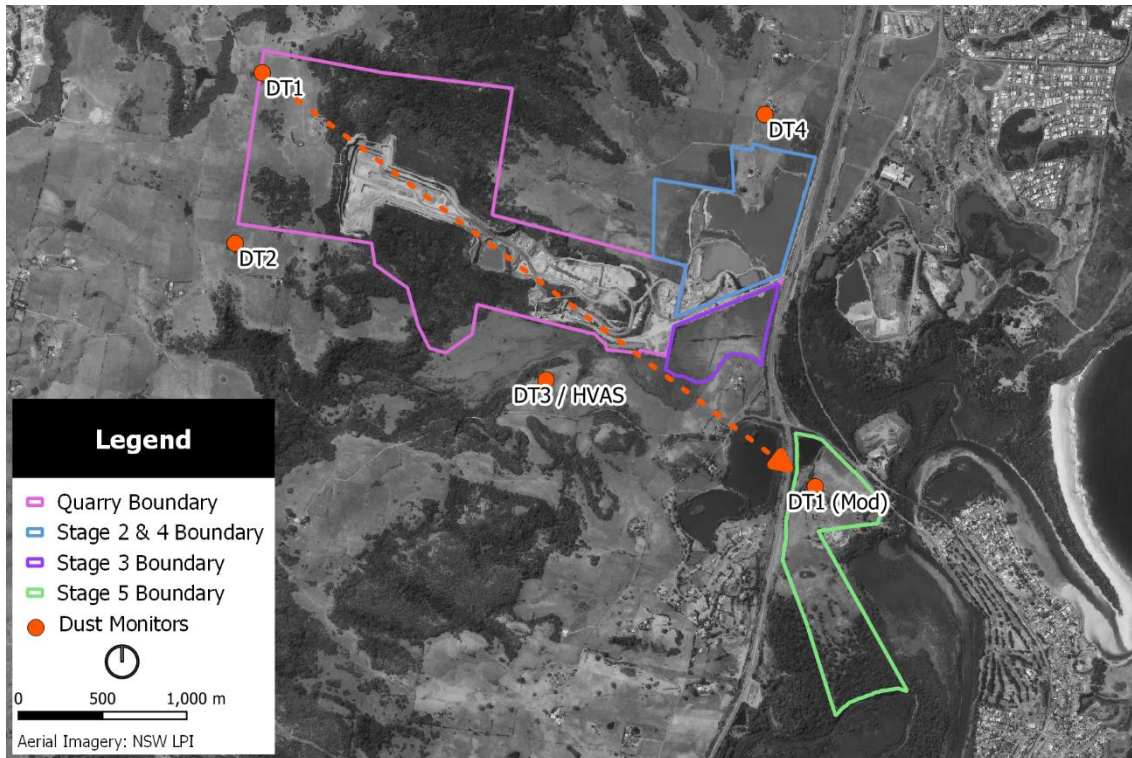 DT1
DT4
DT2
DT3 / HVAS
DT1 (Mod)
Legend
Quarry Boundary
Stage 2 & 4 Boundary
Stage 3 Boundary
Stage 5 Boundary
Dust Monitors
0 500 1,000 m
Aerial Imagery: NSW LPI